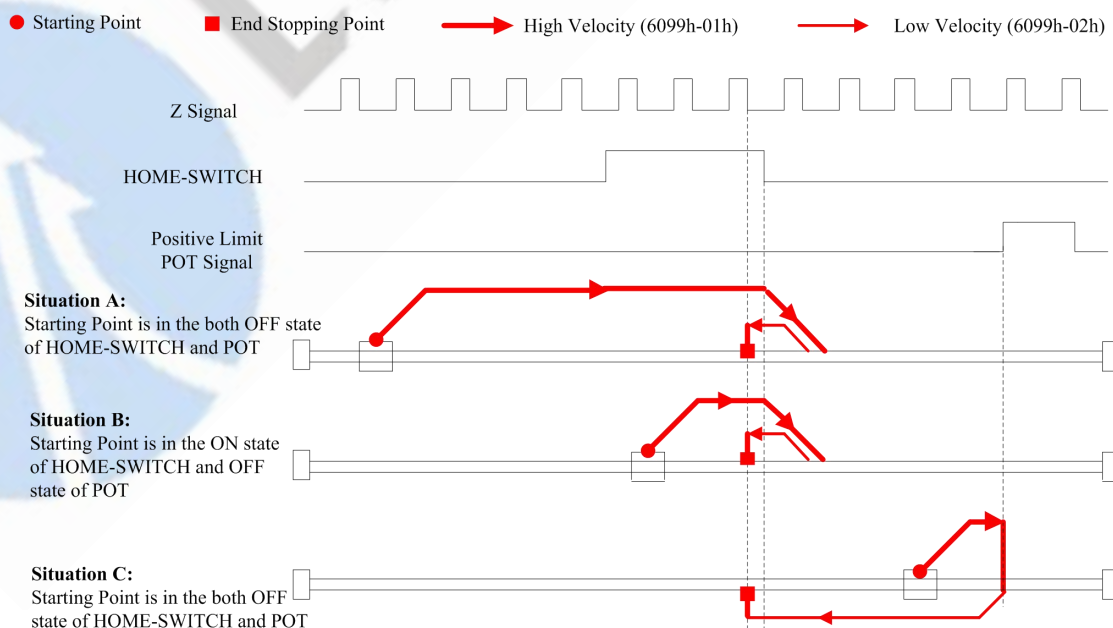 Starting Point End Stopping Point High Velocity (6099h-01h) Low Velocity (6099h-02h)
Z Signal
HOME-SWITCH
Positive Limit
POT Signal
Situation A:
Starting Point is in the both OFF state
of HOME-SWITCH and POT
Situation B:
Starting Point is in the ON state
of HOME-SWITCH and OFF
state of POT
Situation C:
Starting Point is in the both OFF
state of HOME-SWITCH and POT